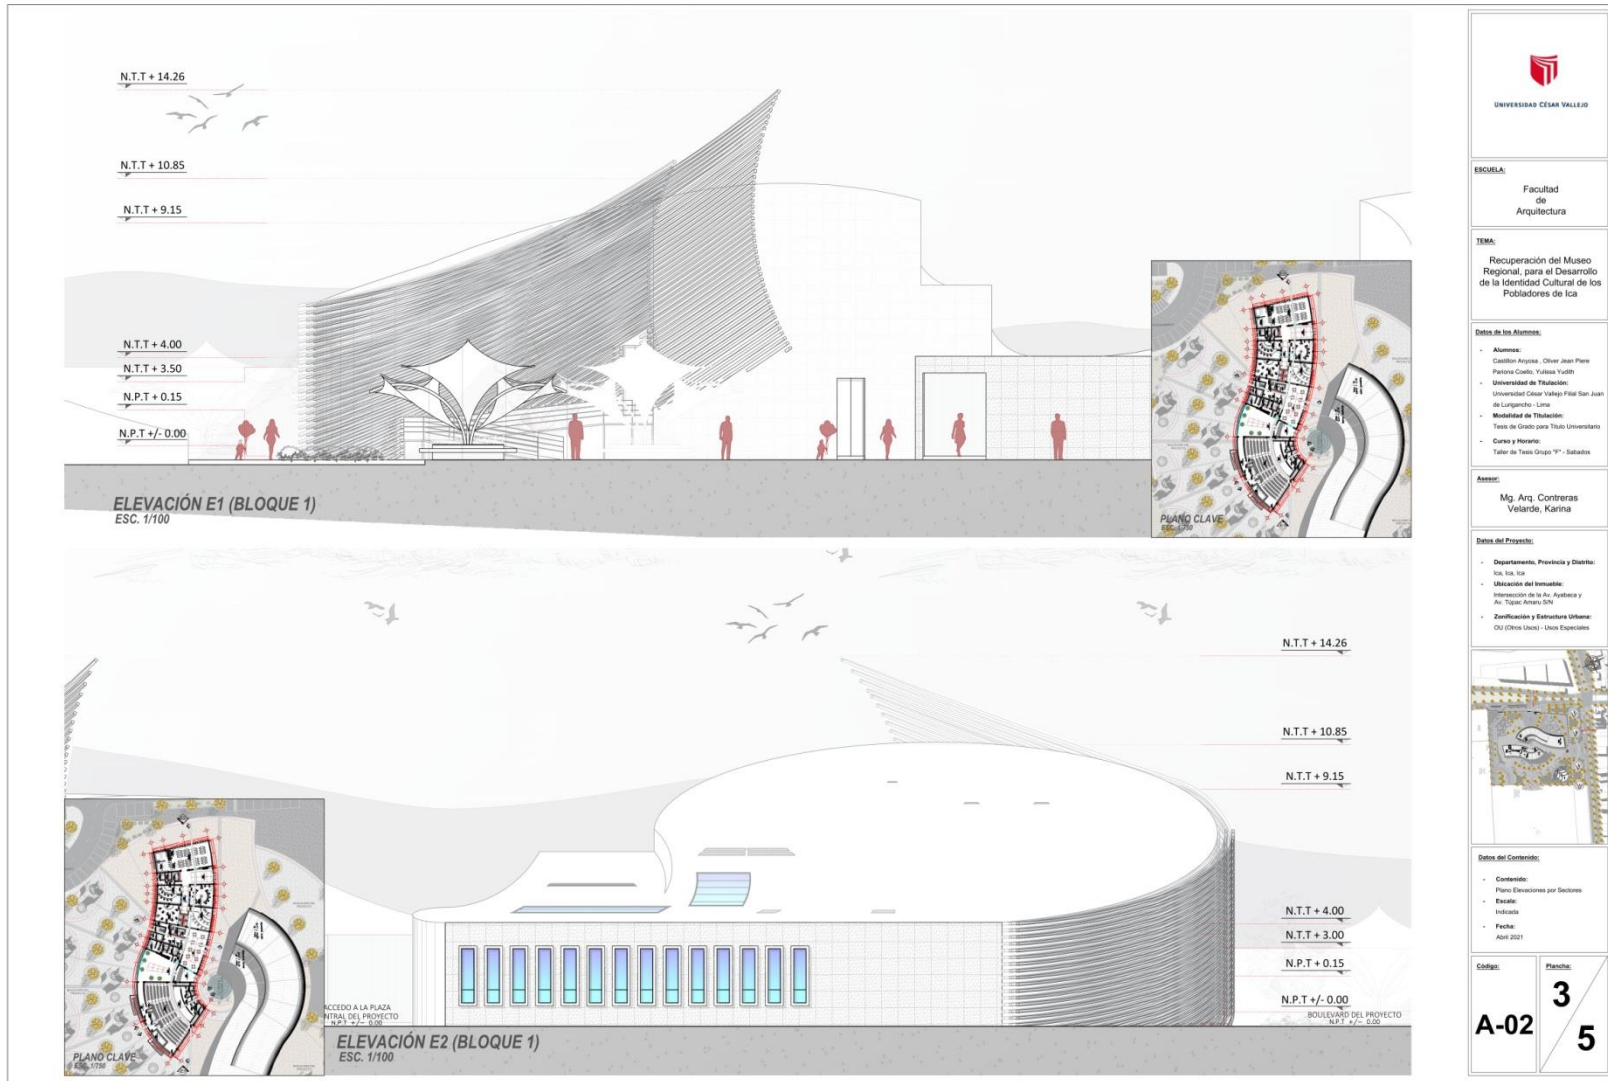 N.T.T + 14.26
N.T.T + 10.85
N.T.T + 9.15
N.T.T + 4.00
N.T.T + 3.50
N.P.T + 0.15
N.P.T +/- 0.00
ELEVACIÓN E1 (BLOQUE 1)
ESC. 1/100
PLANO CLAVE
ESC. 1/750
N.T.T + 14.26
N.T.T + 10.85
N.T.T + 9.15
N.T.T + 4.00
N.T.T + 3.00
N.P.T + 0.15
N.P.T +/- 0.00
BOULEVARD DEL PROYECTO
N.P.T +/- 0.00
ACCEDO A LA PLAZA
NTRAL DEL PROYECTO
N.P.T +/- 0.00
ELEVACIÓN E2 (BLOQUE 1)
ESC. 1/100
PLANO CLAVE
ESC. 1/750
UNIVERSIDAD CÉSAR VALLEJO
ESCUELA:
Facultad
de
Arquitectura
TEMA:
Recuperación del Museo
Regional, para el Desarrollo
de la Identidad Cultural de los
Pobladores de Ica
Datos de los Alumnos:
- Alumnos:
Castillon Anyosa , Oliver Jean Piere
Pariona Coello, Yulissa Yudith
- Universidad de Titulación:
Universidad César Vallejo Filial San Juan
de Lurigancho - Lima
- Modalidad de Titulación:
Tesis de Grado para Titulo Universitario
- Curso y Horario:
Taller de Tesis Grupo "F" - Sabados
Asesor:
Mg. Arq. Contreras
Velarde, Karina
Datos del Proyecto:
- Departamento, Provincia y Distrito:
Ica, Ica, Ica
- Ubicación del Inmueble:
Intersección de la Av. Ayabaca y
Av. Túpac Amaru S/N
- Zonificación y Estructura Urbana:
OU (Otros Usos) - Usos Especiales
Datos del Contenido:
- Contenido:
Plano Elevaciones por Sectores
- Escala:
Indicada
- Fecha:
Abril 2021
Código:
A-02
Plancha:
3
5